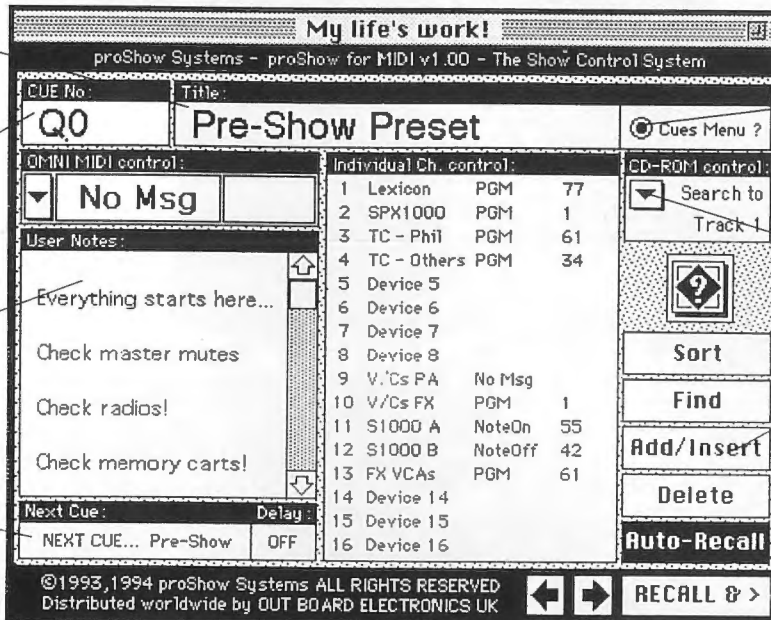 My life's work!
proShow Systems - proShow for MIDI v1.00 - The Show Control System
CUE No:
Q0
Title:
Pre-Show Preset
Cues Menu ?
OMNI MIDI control:
No Msg
User Notes:
Everything starts here...
Check master mutes
Check radios!
Check memory carts!
Next Cue:
Delay:
NEXT CUE... Pre-Show
OFF
Individual Ch. control:
1 Lexicon PGM 77
2 SPX1000 PGM 1
3 TC - Phil PGM 61
4 TC - Others PGM 34
5 Device 5
6 Device 6
7 Device 7
8 Device 8
9 V.Cs PA No Msg
10 V/Cs FX PGM 1
11 S1000 A NoteOn 55
12 S1000 B NoteOff 42
13 FX VCAs PGM 61
14 Device 14
15 Device 15
16 Device 16
CD-ROM control:
Search to
Track 1
?
Sort
Find
Add/Insert
Delete
Auto-Recall
©1993,1994 proShow Systems ALL RIGHTS RESERVED
Distributed worldwide by OUT BOARD ELECTRONICS UK
RECALL & >